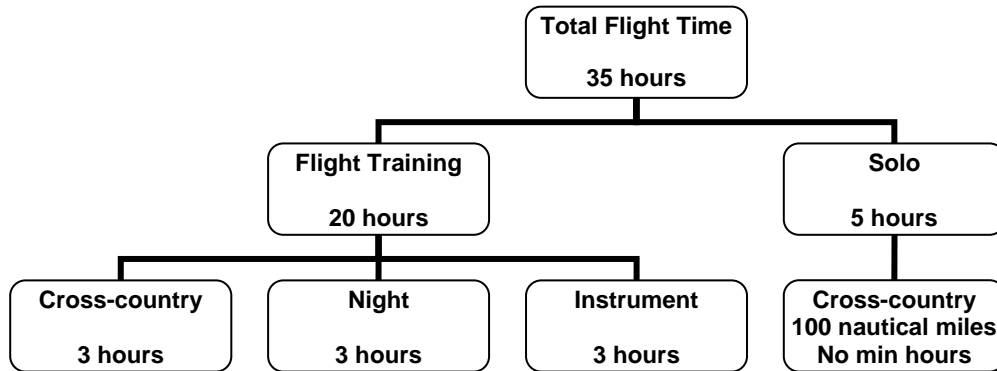 Total Flight Time
35 hours
Flight Training
20 hours
Solo
5 hours
Cross-country
3 hours
Night
3 hours
Instrument
3 hours
Cross-country
100 nautical miles
No min hours